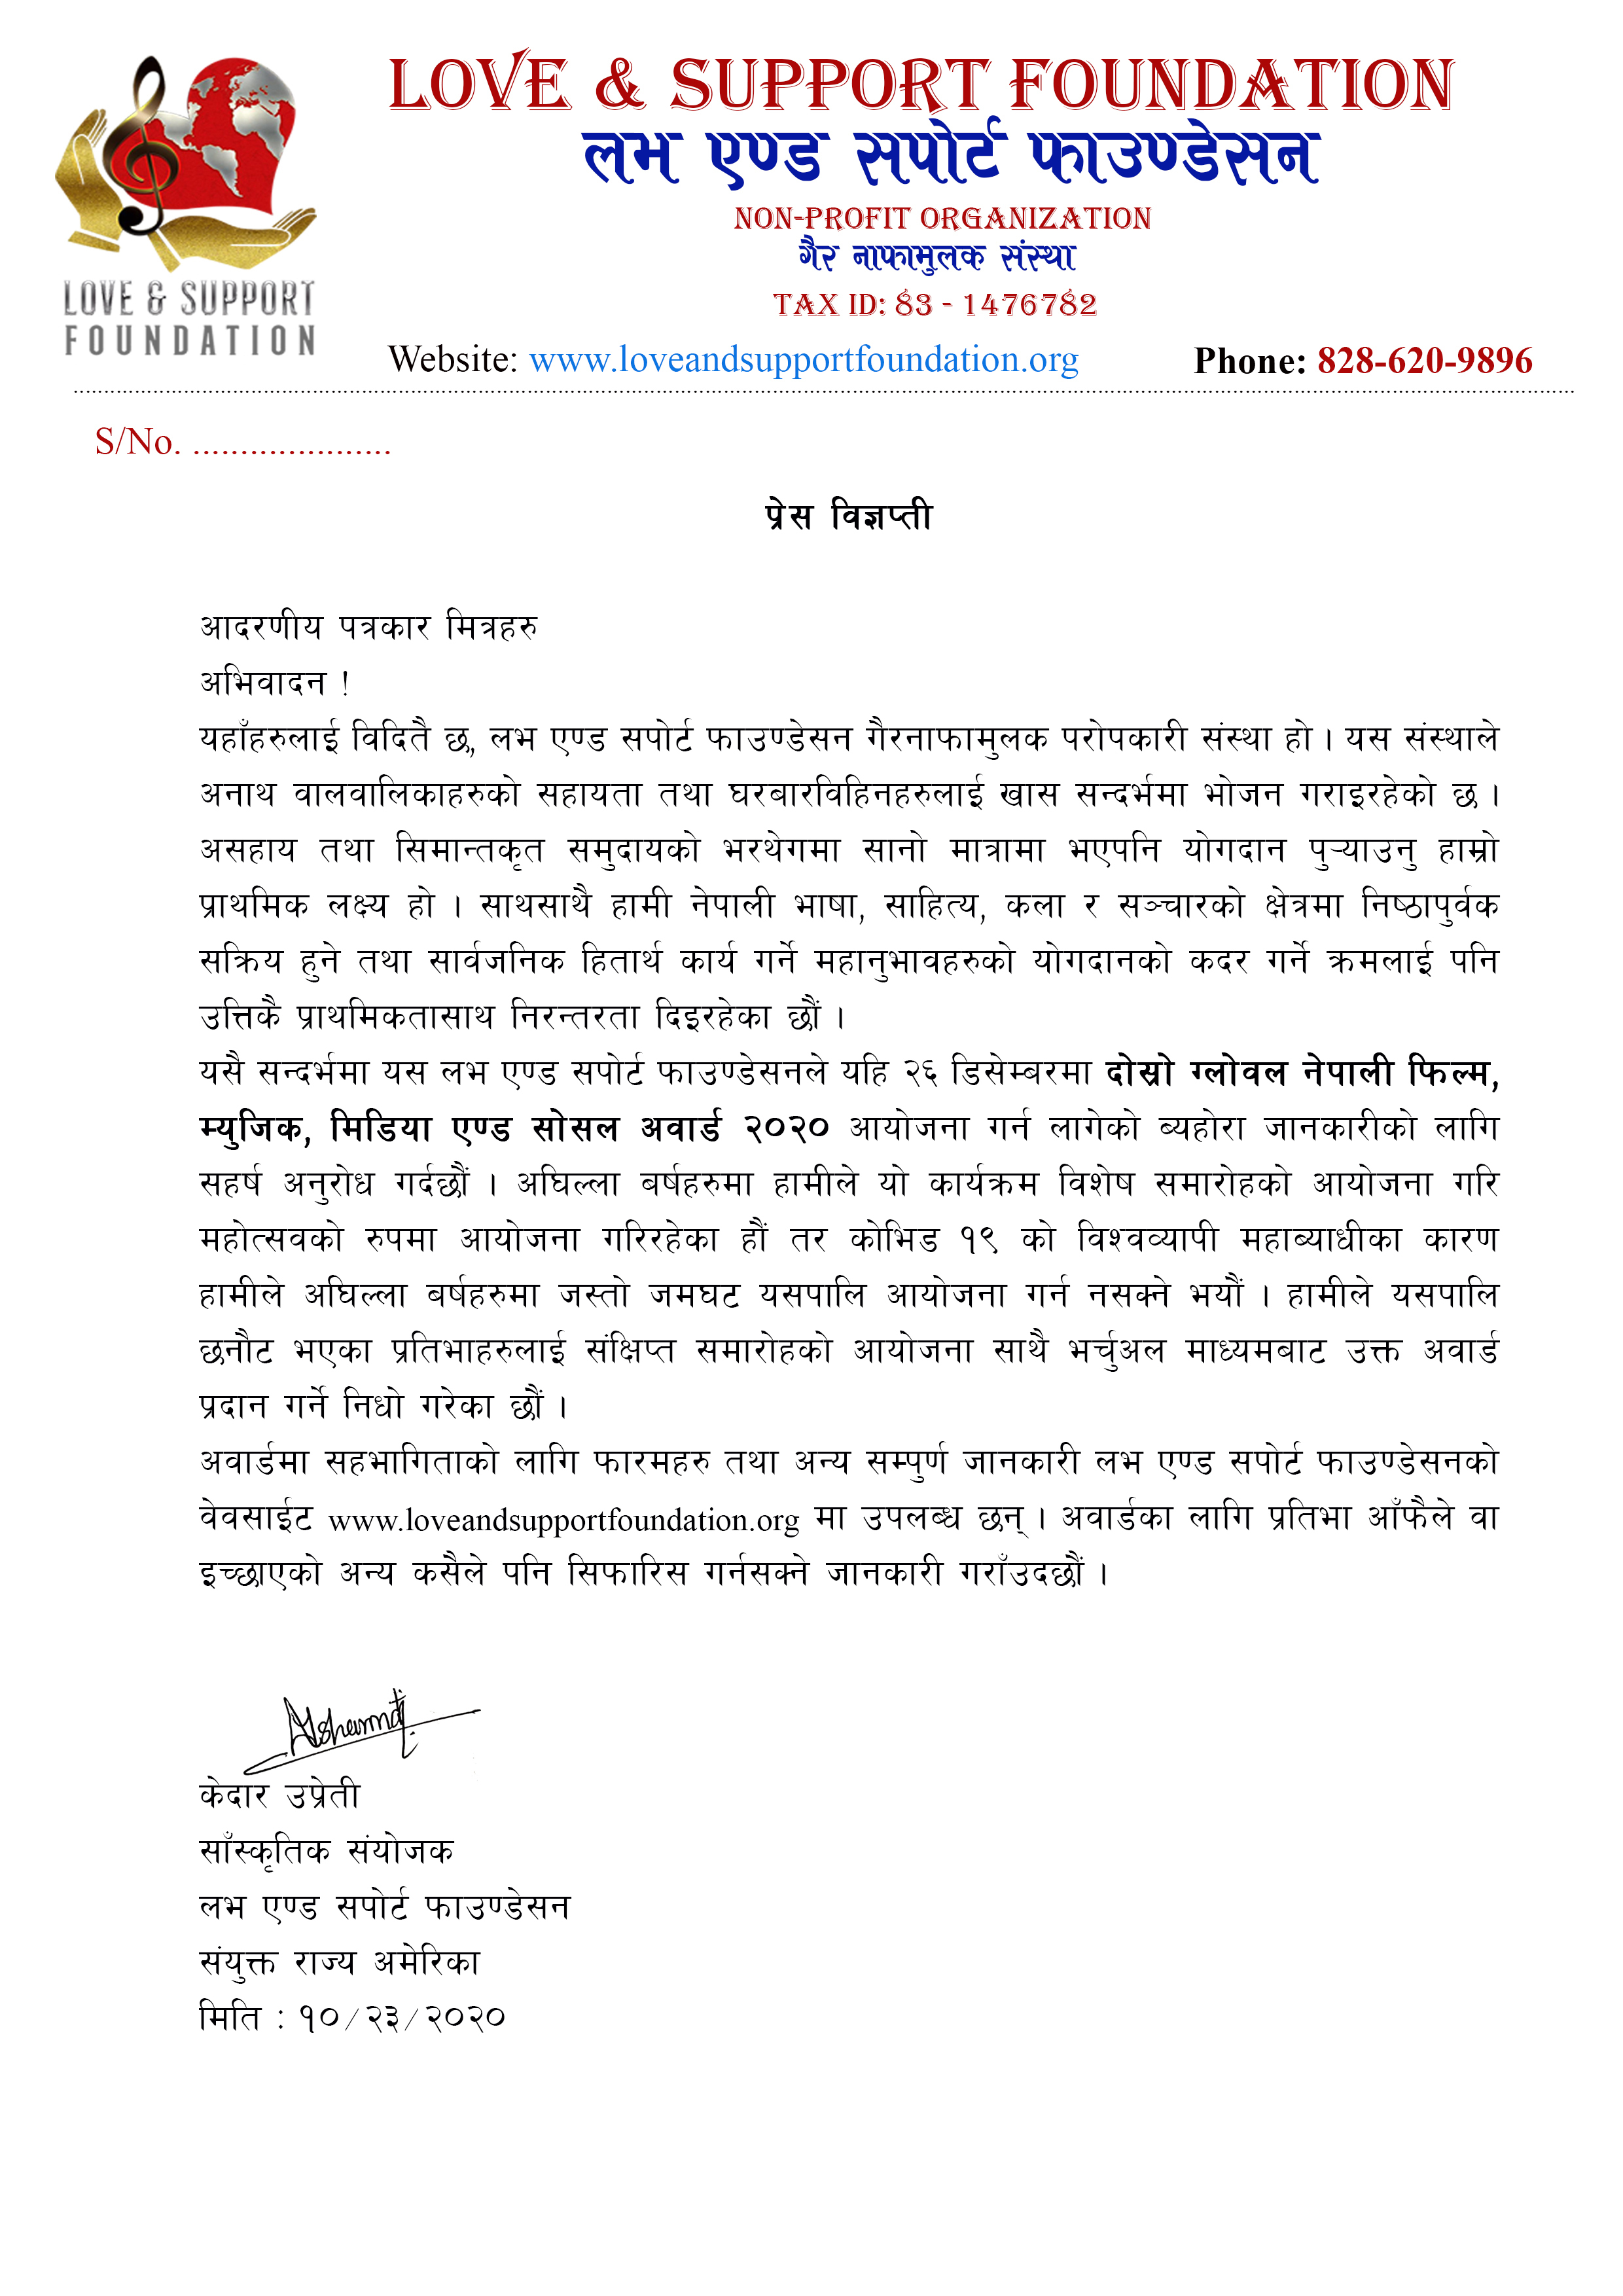 LOVE & SUPPORT FOUNDATION
लभ एण्ड सपोर्ट फाउण्डेसन
NON-PROFIT ORGANIZATION
गैर नाफामुलक संस्था
TAX ID: 83 - 1476782
LOVE & SUPPORT
FOUNDATION
Website: www.loveandsupportfoundation.org Phone: 828-620-9896
S/No. .....................
प्रेस विज्ञप्ती
आदरणीय पत्रकार मित्रहरु
अभिवादन !
यहाँहरुलाई विदितै छ, लभ एण्ड सपोर्ट फाउण्डेसन गैरनाफामुलक परोपकारी संस्था हो । यस संस्थाले
अनाथ वालवालिकाहरुको सहायता तथा घरबारविहिनहरुलाई खास सन्दर्भमा भोजन गराइरहेको छ ।
असहाय तथा सिमान्तकृत समुदायको भरथेगमा सानो मात्रामा भएपनि योगदान पुऱ्याउनु हाम्रो
प्राथमिक लक्ष्य हो । साथसाथै हामी नेपाली भाषा, साहित्य, कला र सञ्चारको क्षेत्रमा निष्ठापुर्वक
सक्रिय हुने तथा सार्वजनिक हितार्थ कार्य गर्ने महानुभावहरुको योगदानको कदर गर्ने क्रमलाई पनि
उत्तिकै प्राथमिकतासाथ निरन्तरता दिइरहेका छौं ।
यसै सन्दर्भमा यस लभ एण्ड सपोर्ट फाउण्डेसनले यहि २६ डिसेम्बरमा दोस्रो ग्लोवल नेपाली फिल्म,
म्युजिक, मिडिया एण्ड सोसल अवार्ड २०२० आयोजना गर्न लागेको ब्यहोरा जानकारीको लागि
सहर्ष अनुरोध गर्दछौं । अघिल्ला बर्षहरुमा हामीले यो कार्यक्रम विशेष समारोहको आयोजना गरि
महोत्सवको रुपमा आयोजना गरिरहेका हौं तर कोभिड १९ को विश्वव्यापी महाब्याधीका कारण
हामीले अघिल्ला बर्षहरुमा जस्तो जमघट यसपालि आयोजना गर्न नसक्ने भयौं । हामीले यसपालि
छनौट भएका प्रतिभाहरुलाई संक्षिप्त समारोहको आयोजना साथै भर्चुअल माध्यमबाट उक्त अवार्ड
प्रदान गर्ने निधो गरेका छौं ।
अवार्डमा सहभागिताको लागि फारमहरु तथा अन्य सम्पुर्ण जानकारी लभ एण्ड सपोर्ट फाउण्डेसनको
वेवसाईट www.loveandsupportfoundation.org मा उपलब्ध छन् । अवार्डका लागि प्रतिभा आँफैले वा
इच्छाएको अन्य कसैले पनि सिफारिस गर्नसक्ने जानकारी गराँउदछौं ।
केदार उप्रेती
साँस्कृतिक संयोजक
लभ एण्ड सपोर्ट फाउण्डेसन
संयुक्त राज्य अमेरिका
मिति : १०/२३/२०२०